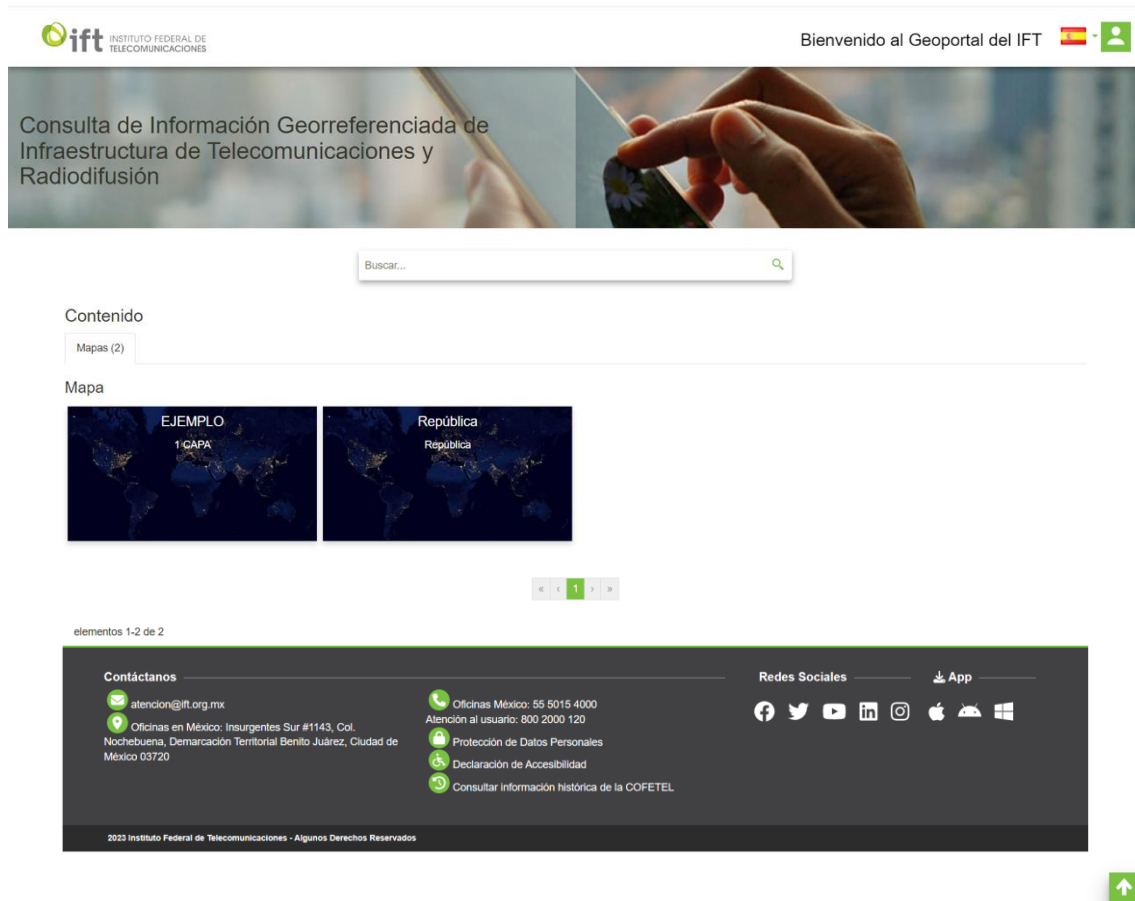 ift INSTITUTO FEDERAL DE
TELECOMUNICACIONES
Bienvenido al Geoportal del IFT
Consulta de Información Georreferenciada de
Infraestructura de Telecomunicaciones y
Radiodifusión
Buscar...
Contenido
Mapas (2)
Mapa
EJEMPLO
1 CAPA
República
República
« ‹ 1 › »
elementos 1-2 de 2
Contáctanos
atencion@ift.org.mx
Oficinas en México: Insurgentes Sur #1143, Col.
Nochebuena, Demarcación Territorial Benito Juárez, Ciudad de
México 03720
Oficinas México: 55 5015 4000
Atención al usuario: 800 2000 120
Protección de Datos Personales
Declaración de Accesibilidad
Consultar información histórica de la COFETEL
Redes Sociales
App
2023 Instituto Federal de Telecomunicaciones - Algunos Derechos Reservados